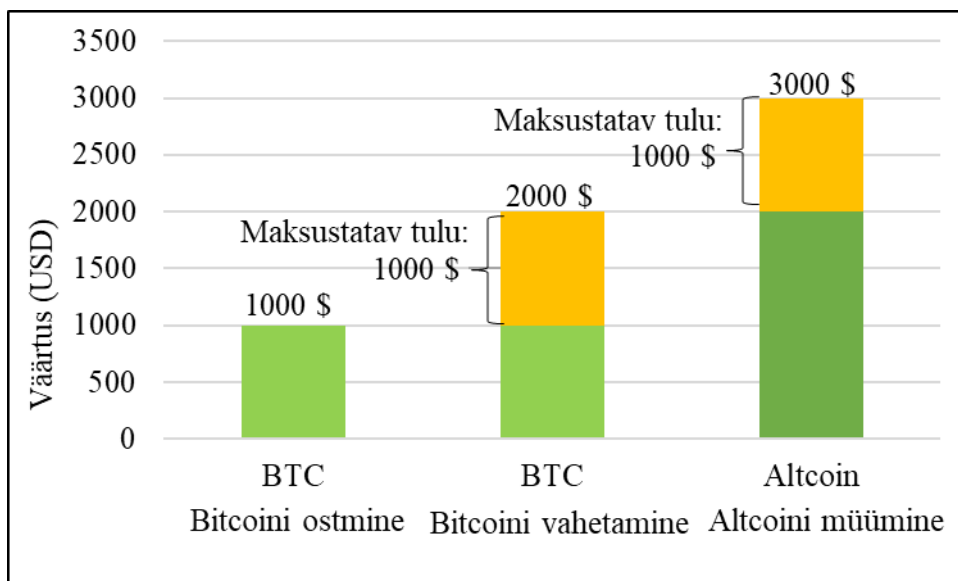 3500
3000
2500
2000
1500
1000
500
0
Väärtus (USD)
1000 $
Maksustatav tulu:
1000 $
2000 $
Maksustatav tulu:
1000 $
3000 $
BTC
BTC
Altcoin
Bitcoini ostmine
Bitcoini vahetamine
Altcoini müümine